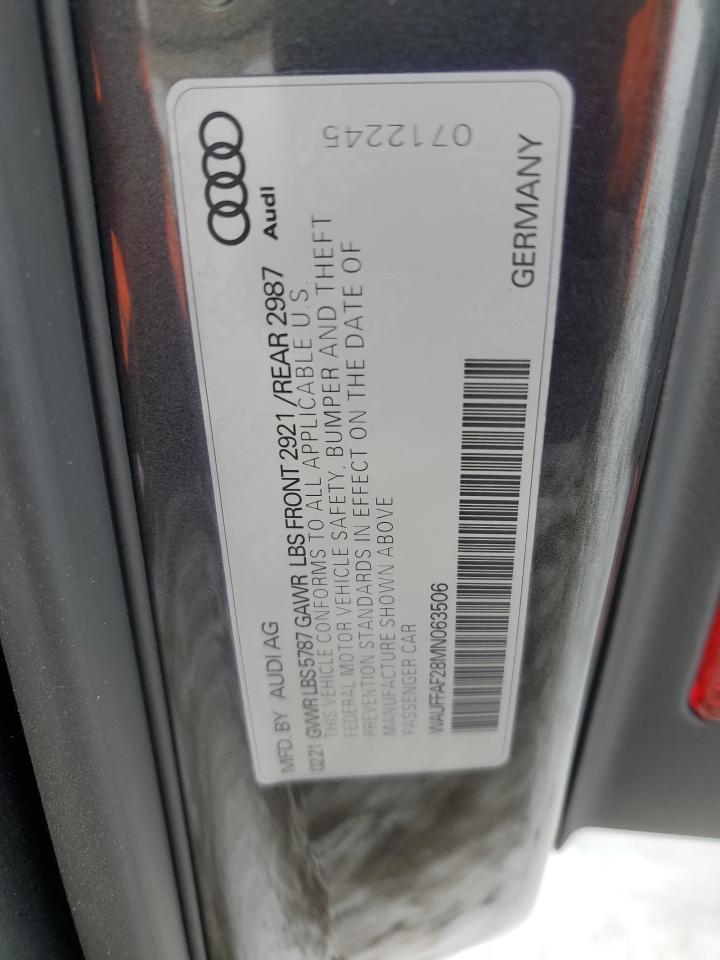 MFD. BY AUDI AG
Audi
02.21 GVWR LBS 5787 GAWR LBS FRONT 2921 /REAR 2987
THIS VEHICLE CONFORMS TO ALL APPLICABLE U.S.
FEDERAL MOTOR VEHICLE SAFETY, BUMPER AND THEFT
PREVENTION STANDARDS IN EFFECT ON THE DATE OF
MANUFACTURE SHOWN ABOVE
PASSENGER CAR
WAUFFAF28MN063506
0712245
GERMANY